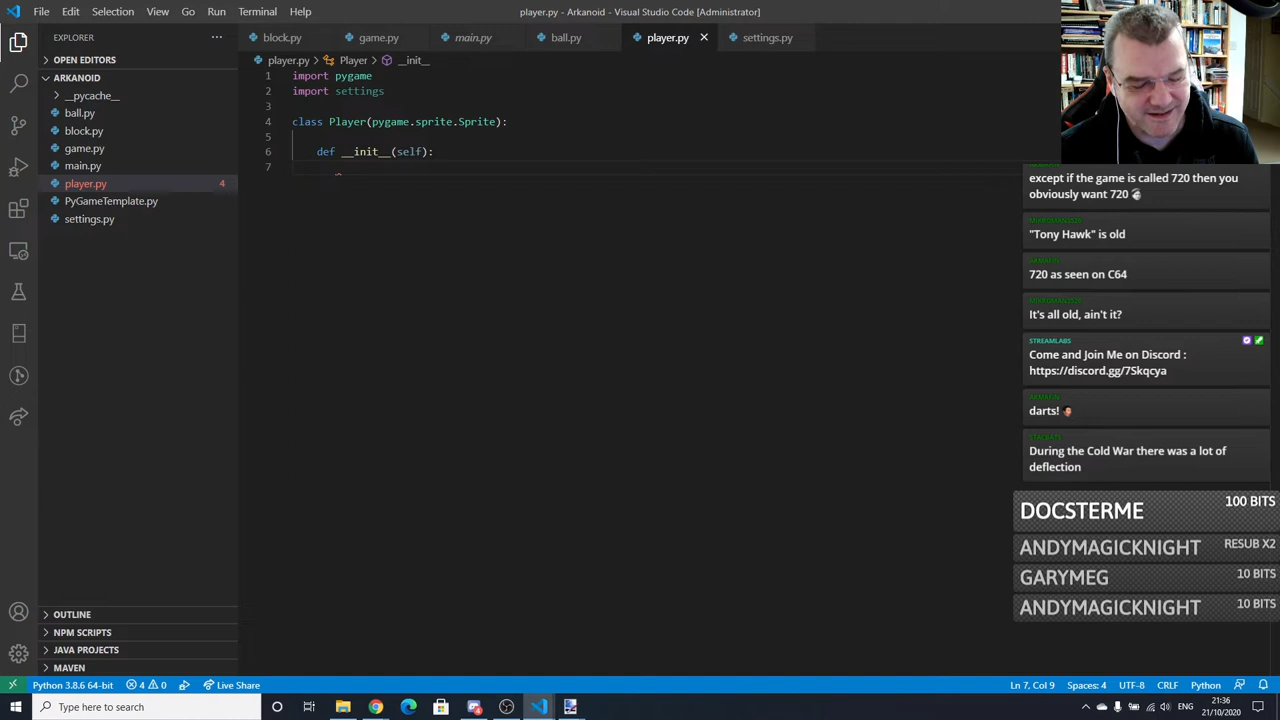 File Edit Selection View Go Run Terminal Help
player.py - Arkanoid - Visual Studio Code [Administrator]
EXPLORER
OPEN EDITORS
ARKANOID
__pycache__
ball.py
block.py
game.py
main.py
player.py 4
PyGameTemplate.py
settings.py
OUTLINE
NPM SCRIPTS
JAVA PROJECTS
MAVEN
block.py
main.py
ball.py
player.py
settings.py
player.py > Player > __init__
1 import pygame
2 import settings
3
4 class Player(pygame.sprite.Sprite):
5
6 def __init__(self):
7
except if the game is called 720 then you
obviously want 720
"Tony Hawk" is old
720 as seen on C64
It's all old, ain't it?
STREAMLABS
Come and Join Me on Discord :
https://discord.gg/7Skqcya
darts!
During the Cold War there was a lot of
deflection
DOCSTERME 100 BITS
ANDYMAGICKNIGHT RESUB X2
GARYMEG 10 BITS
ANDYMAGICKNIGHT 10 BITS
Python 3.8.6 64-bit 4 0 Live Share
Ln 7, Col 9 Spaces: 4 UTF-8 CRLF Python
Type here to search
ENG
21:36
21/10/2020